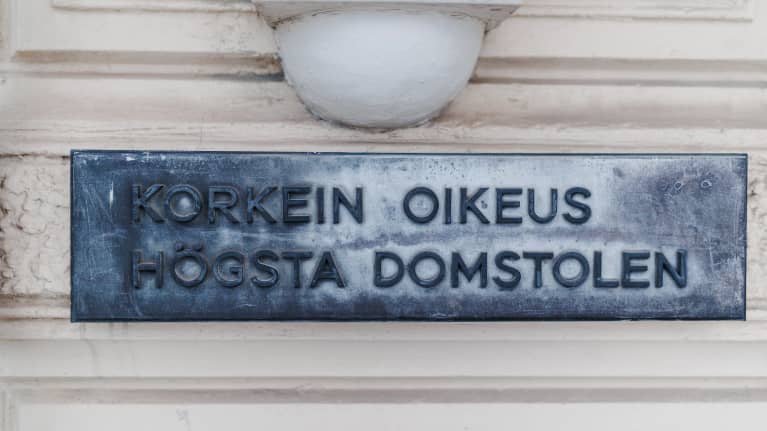 KORKEIN OIKEUS
HÖGSTA DOMSTOLEN